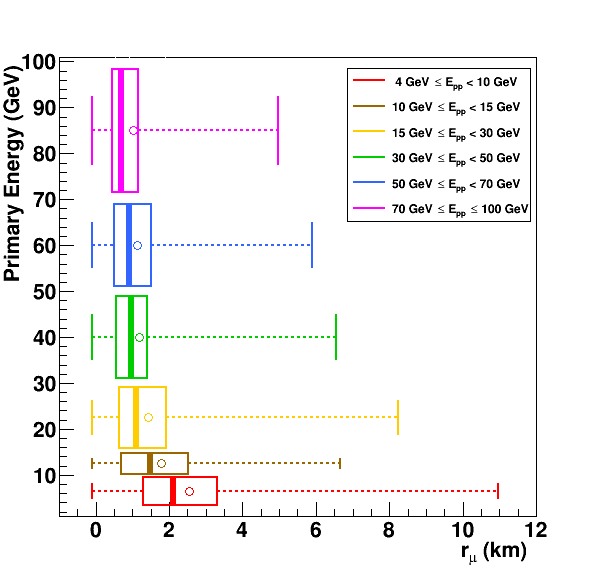 Primary Energy (GeV)
100
90
80
70
60
50
40
30
20
10
0 2 4 6 8 10 12
r_μ (km)
4 GeV ≤ E_pp < 10 GeV
10 GeV ≤ E_pp < 15 GeV
15 GeV ≤ E_pp < 30 GeV
30 GeV ≤ E_pp < 50 GeV
50 GeV ≤ E_pp < 70 GeV
70 GeV ≤ E_pp ≤ 100 GeV